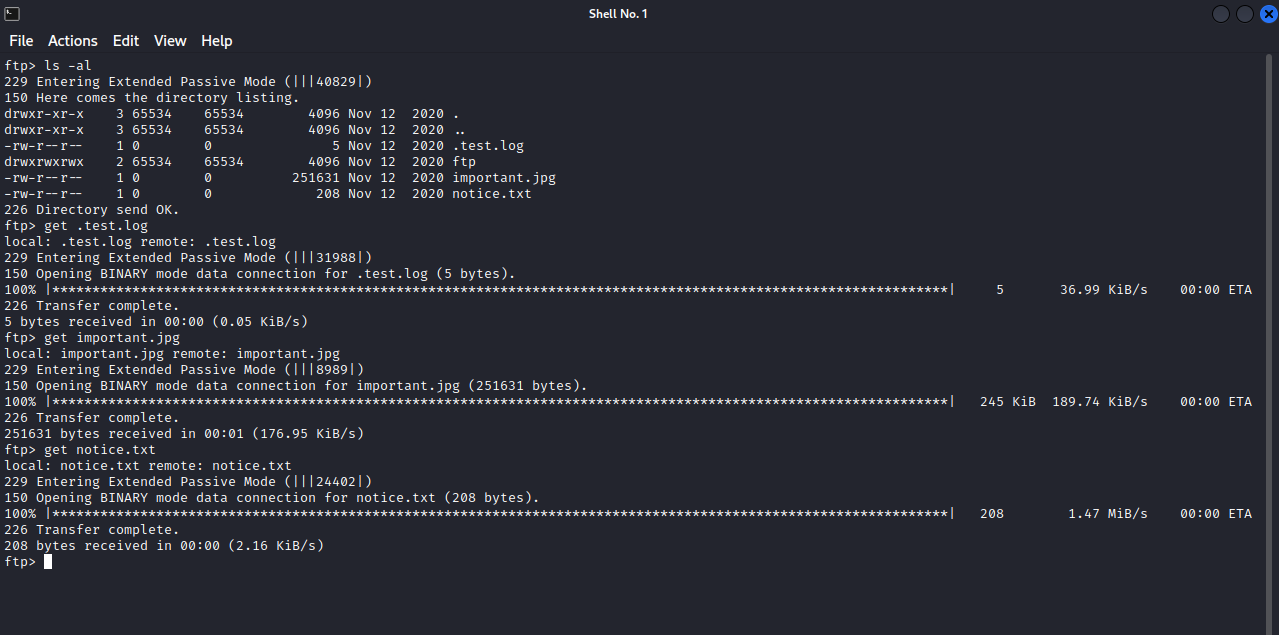 Shell No. 1
File Actions Edit View Help
ftp> ls -al
229 Entering Extended Passive Mode (|||40829|)
150 Here comes the directory listing.
drwxr-xr-x    3 65534    65534        4096 Nov 12  2020 .
drwxr-xr-x    3 65534    65534        4096 Nov 12  2020 ..
-rw-r--r--    1 0        0               5 Nov 12  2020 .test.log
drwxrwxrwx    2 65534    65534        4096 Nov 12  2020 ftp
-rw-r--r--    1 0        0          251631 Nov 12  2020 important.jpg
-rw-r--r--    1 0        0             208 Nov 12  2020 notice.txt
226 Directory send OK.
ftp> get .test.log
local: .test.log remote: .test.log
229 Entering Extended Passive Mode (|||31988|)
150 Opening BINARY mode data connection for .test.log (5 bytes).
100% |****************************************************************************************************************|     5       36.99 KiB/s    00:00 ETA
226 Transfer complete.
5 bytes received in 00:00 (0.05 KiB/s)
ftp> get important.jpg
local: important.jpg remote: important.jpg
229 Entering Extended Passive Mode (|||8989|)
150 Opening BINARY mode data connection for important.jpg (251631 bytes).
100% |****************************************************************************************************************|   245 KiB  189.74 KiB/s    00:00 ETA
226 Transfer complete.
251631 bytes received in 00:01 (176.95 KiB/s)
ftp> get notice.txt
local: notice.txt remote: notice.txt
229 Entering Extended Passive Mode (|||24402|)
150 Opening BINARY mode data connection for notice.txt (208 bytes).
100% |****************************************************************************************************************|   208        1.47 MiB/s    00:00 ETA
226 Transfer complete.
208 bytes received in 00:00 (2.16 KiB/s)
ftp>